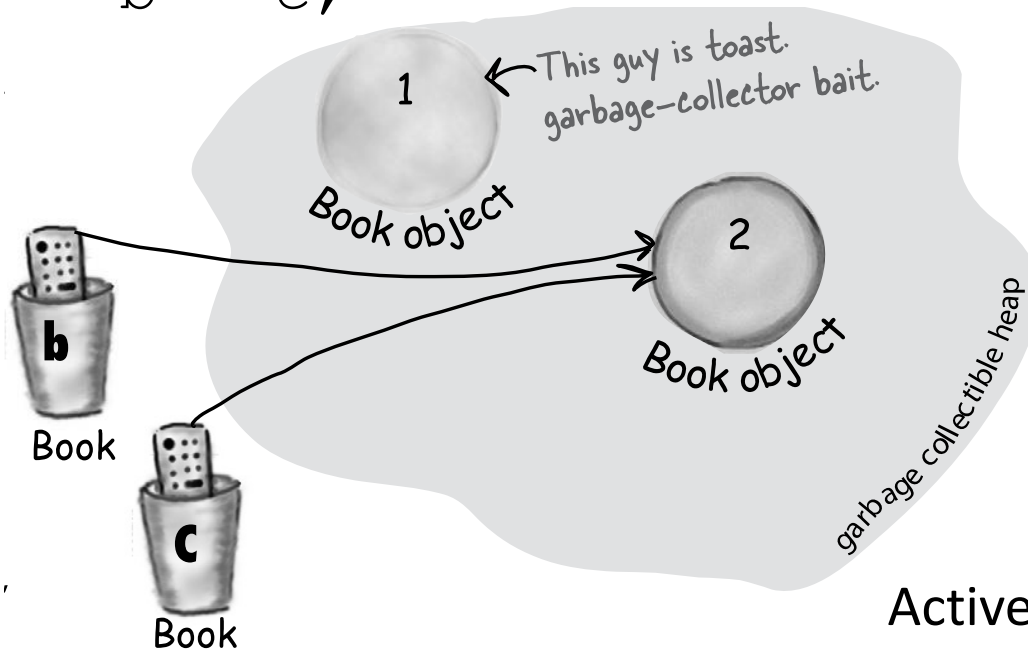 1
This guy is toast.
garbage-collector bait.
Book object
2
Book object
b
Book
c
Book
garbage collectible heap
Active